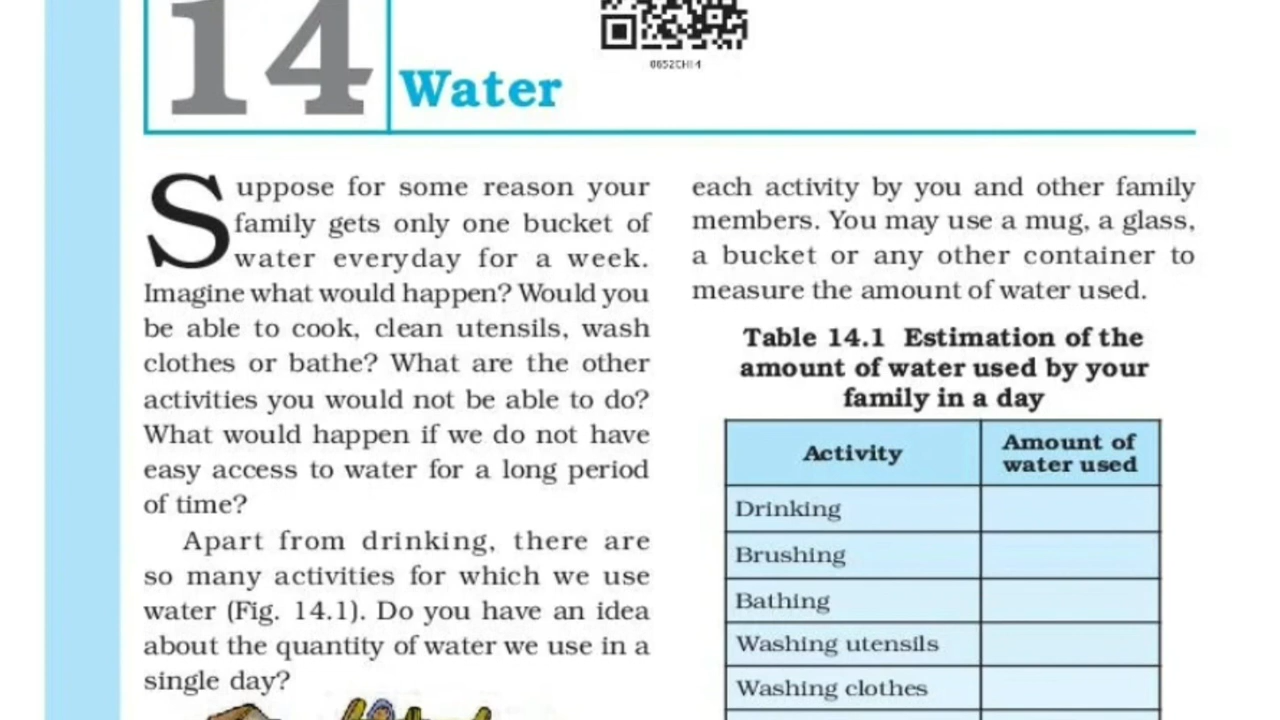 14
0652CH14
Water
Suppose for some reason your
family gets only one bucket of
water everyday for a week.
Imagine what would happen? Would you
be able to cook, clean utensils, wash
clothes or bathe? What are the other
activities you would not be able to do?
What would happen if we do not have
easy access to water for a long period
of time?
Apart from drinking, there are
so many activities for which we use
water (Fig. 14.1). Do you have an idea
about the quantity of water we use in a
single day?
each activity by you and other family
members. You may use a mug, a glass,
a bucket or any other container to
measure the amount of water used.
Table 14.1 Estimation of the
amount of water used by your
family in a day
Activity
Amount of
water used
Drinking
Brushing
Bathing
Washing utensils
Washing clothes